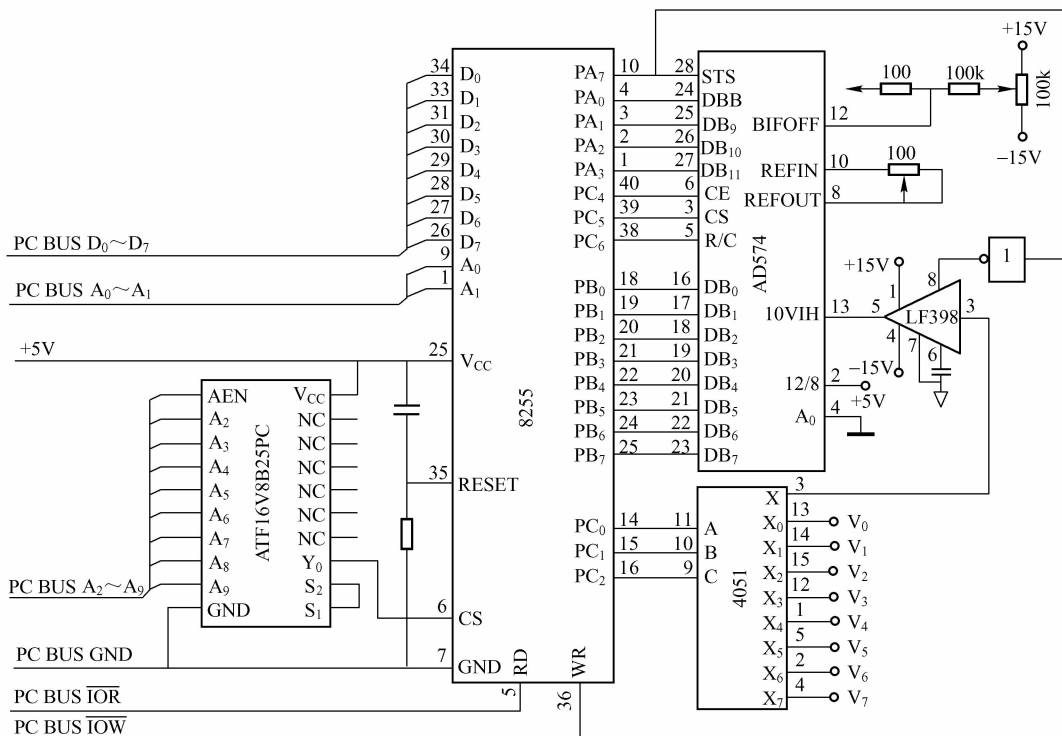 34 D₀
33 D₁
31 D₂
30 D₃
29 D₄
28 D₅
27 D₆
26 D₇
PC BUS D₀～D₇
9 A₀
1 A₁
PC BUS A₀～A₁
+5V
25 V_CC
8255
35 RESET
6 CS
7 GND
5 RD
36 WR
AEN V_CC
A₂ NC
A₃ NC
A₄ NC
A₅ NC
A₆ NC
A₇ NC
A₈ Y₀
A₉ S₂
GND S₁
ATF16V8B25PC
PC BUS A₂～A₉
PC BUS GND
PC BUS I̅O̅R̅
PC BUS I̅O̅W̅
PA₇ 10 28 STS
PA₀ 4 24 DBB
PA₁ 3 25 DB₉
PA₂ 2 26 DB₁₀
PA₃ 1 27 DB₁₁
PC₄ 40 6 CE
PC₅ 39 3 CS
PC₆ 38 5 R/C
PB₀ 18 16 DB₀
PB₁ 19 17 DB₁
PB₂ 20 18 DB₂
PB₃ 21 19 DB₃
PB₄ 22 20 DB₄
PB₅ 23 21 DB₅
PB₆ 24 22 DB₆
PB₇ 25 23 DB₇
PC₀ 14 11 A
PC₁ 15 10 B
PC₂ 16 9 C
AD574
BIFOFF 12
REFIN 10
REFOUT 8
10VIH 13
12/8 2
+5V
A₀ 4
100
100k
+15V
100k
−15V
100
+15V
1
8
1
5 LF398 3
4
7
6
−15V
4051
X 3
X₀ 13 V₀
X₁ 14 V₁
X₂ 15 V₂
X₃ 12 V₃
X₄ 1 V₄
X₅ 5 V₅
X₆ 2 V₆
X₇ 4 V₇